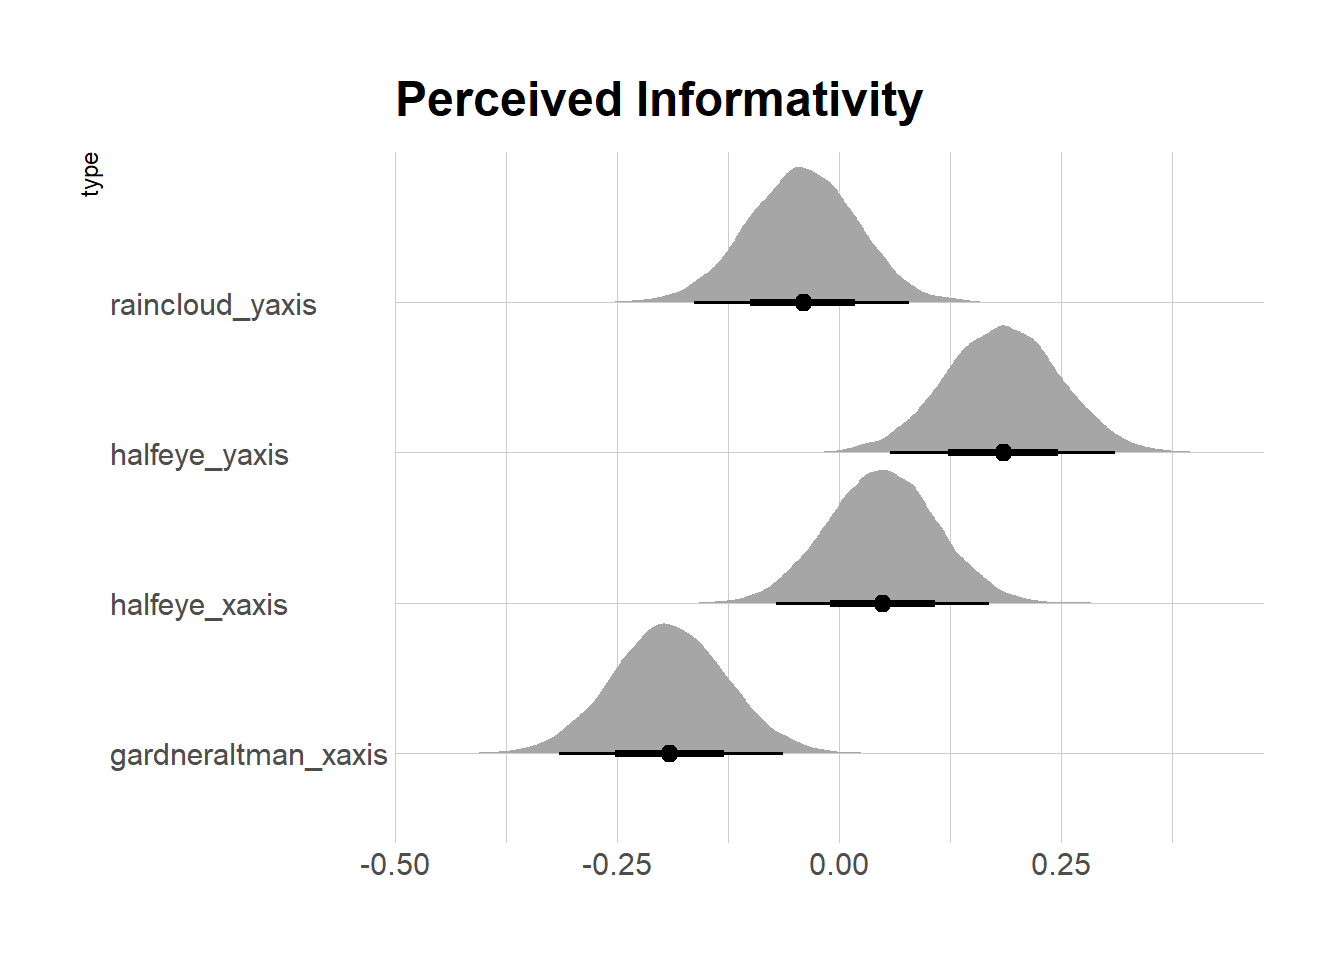 Perceived Informativity
type
raincloud_yaxis
halfeye_yaxis
halfeye_xaxis
gardneraltman_xaxis
-0.50 -0.25 0.00 0.25